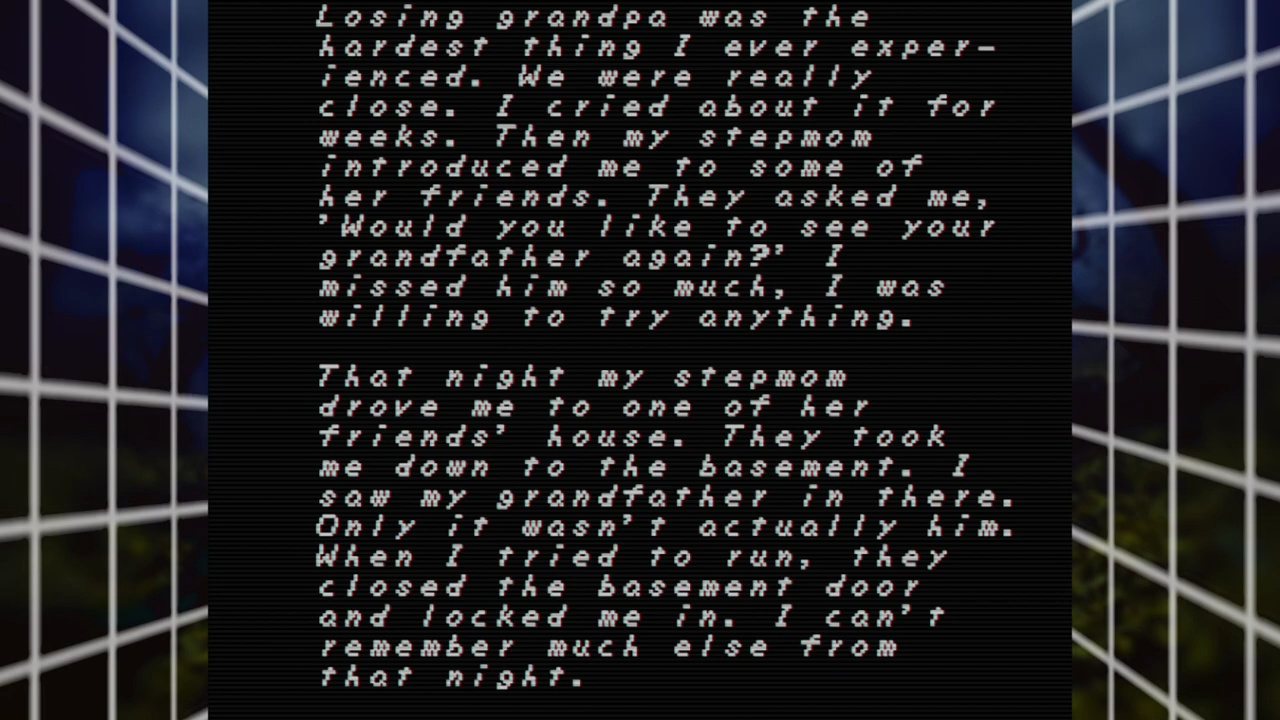 Losing grandpa was the
hardest thing I ever exper-
ienced. We were really
close. I cried about it for
weeks. Then my stepmom
introduced me to some of
her friends. They asked me,
'Would you like to see your
grandfather again?' I
missed him so much, I was
willing to try anything.
That night my stepmom
drove me to one of her
friends' house. They took
me down to the basement. I
saw my grandfather in there.
Only it wasn't actually him.
When I tried to run, they
closed the basement door
and locked me in. I can't
remember much else from
that night.